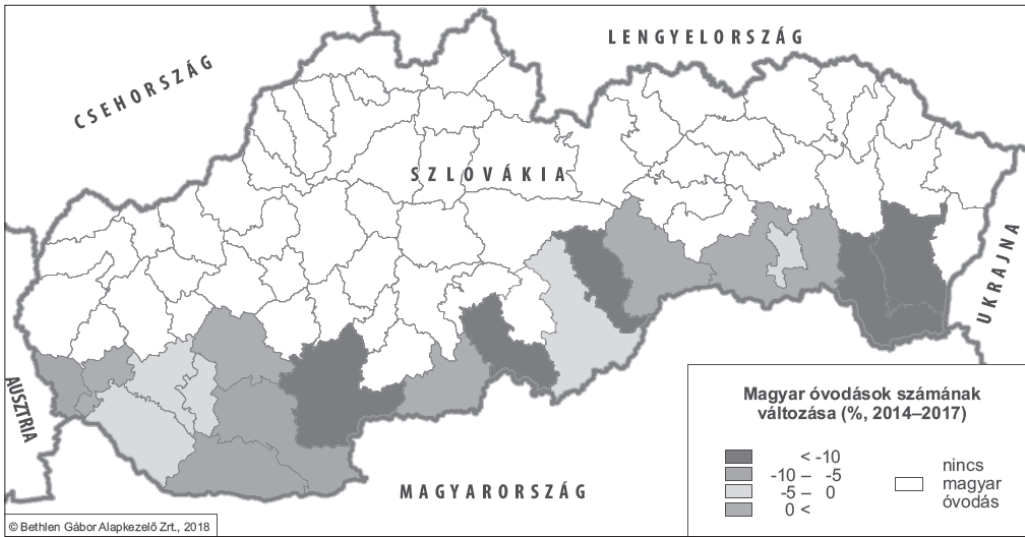 LENGYELORSZÁG
CSEHORSZÁG
SZLOVÁKIA
UKRAJNA
AUSZTRIA
MAGYARORSZÁG
Magyar óvodások számának
változása (%, 2014–2017)
< -10
-10 – -5
-5 – 0
0 <
nincs
magyar
óvodás
© Bethlen Gábor Alapkezelő Zrt., 2018